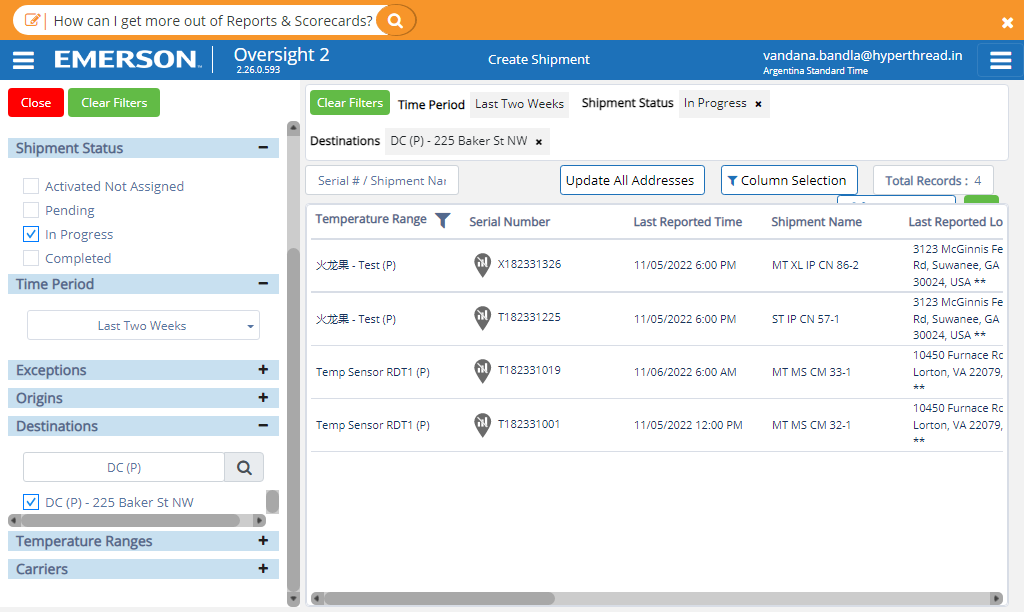 How can I get more out of Reports & Scorecards?
EMERSON
Oversight 2
2.26.0.593
Create Shipment
vandana.bandla@hyperthread.in
Argentina Standard Time
Close
Clear Filters
Shipment Status
Activated Not Assigned
Pending
In Progress
Completed
Time Period
Last Two Weeks
Exceptions
Origins
Destinations
DC (P)
DC (P) - 225 Baker St NW
Temperature Ranges
Carriers
Clear Filters Time Period Last Two Weeks Shipment Status In Progress ×
Destinations DC (P) - 225 Baker St NW ×
Serial # / Shipment Nar
Update All Addresses
Column Selection
Total Records : 4
Temperature Range Serial Number Last Reported Time Shipment Name Last Reported Lo
火龙果 - Test (P) X182331326 11/05/2022 6:00 PM MT XL IP CN 86-2
3123 McGinnis Fe
Rd, Suwanee, GA
30024, USA **
火龙果 - Test (P) T182331225 11/05/2022 6:00 PM ST IP CN 57-1
3123 McGinnis Fe
Rd, Suwanee, GA
30024, USA **
Temp Sensor RDT1 (P) T182331019 11/06/2022 6:00 AM MT MS CM 33-1
10450 Furnace Rd
Lorton, VA 22079,
**
Temp Sensor RDT1 (P) T182331001 11/05/2022 12:00 PM MT MS CM 32-1
10450 Furnace Rd
Lorton, VA 22079,
**